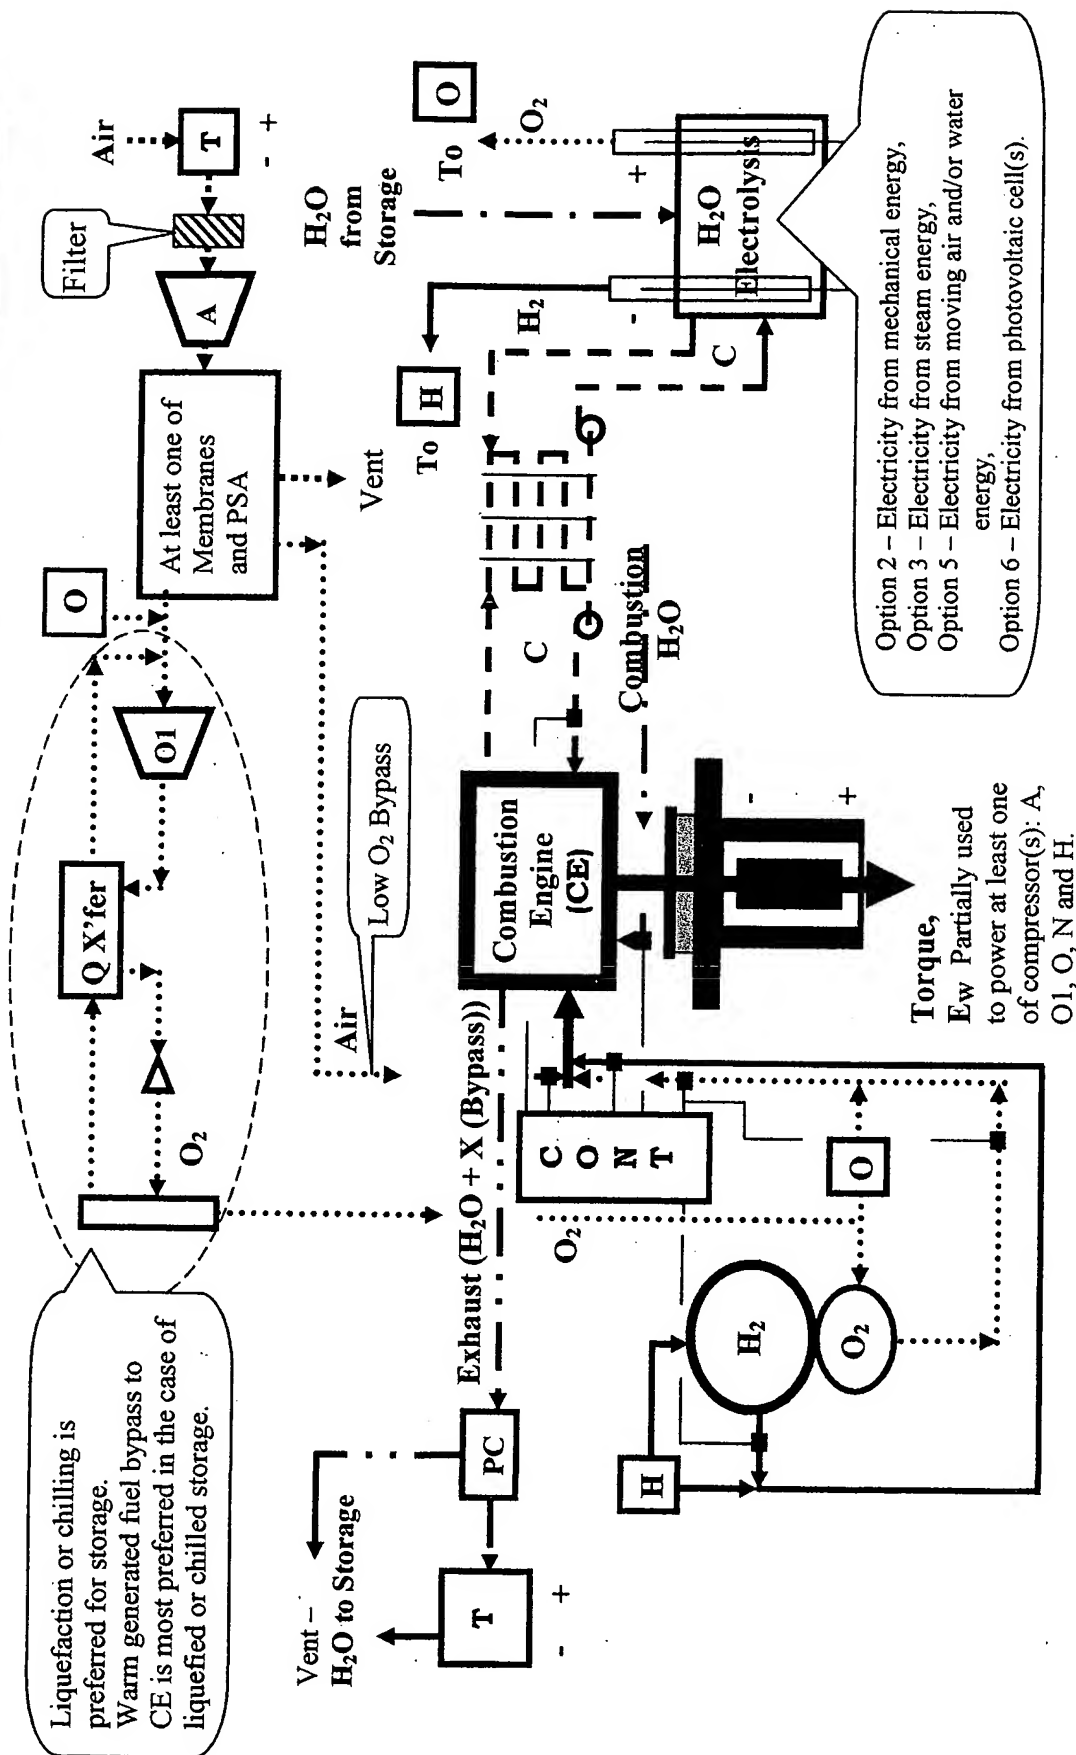 Liquefaction or chilling is
preferred for storage.
Warm generated fuel bypass to
CE is most preferred in the case of
liquefied or chilled storage.
O₂
Q X'fer
O1
O
At least one of
Membranes
and PSA
Vent
A
Filter
T
Air
- +
Low O₂ Bypass
Air
Vent –
H₂O to Storage
T
- +
PC
Exhaust (H₂O + X (Bypass))
Combustion
Engine
(CE)
C
O
N
T
O₂
H
H₂
O₂
O
C
Combustion
H₂O
C
To
H
H₂
H₂O
from
Storage
To
O
O₂
-
+
H₂O
Electrolysis
-
+
Torque,
Ew Partially used
to power at least one
of compressor(s): A,
O1, O, N and H.
Option 2 – Electricity from mechanical energy,
Option 3 – Electricity from steam energy,
Option 5 – Electricity from moving air and/or water
energy,
Option 6 – Electricity from photovoltaic cell(s).